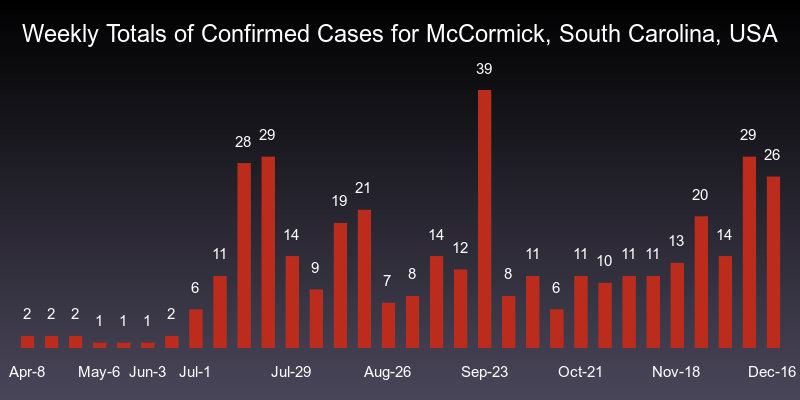 Weekly Totals of Confirmed Cases for McCormick, South Carolina, USA
2 2 2 1 1 1 2 6 11 28 29 14 9 19 21 7 8 14 12 39 8 11 6 11 10 11 11 13 20 14 29 26
Apr-8 May-6 Jun-3 Jul-1 Jul-29 Aug-26 Sep-23 Oct-21 Nov-18 Dec-16